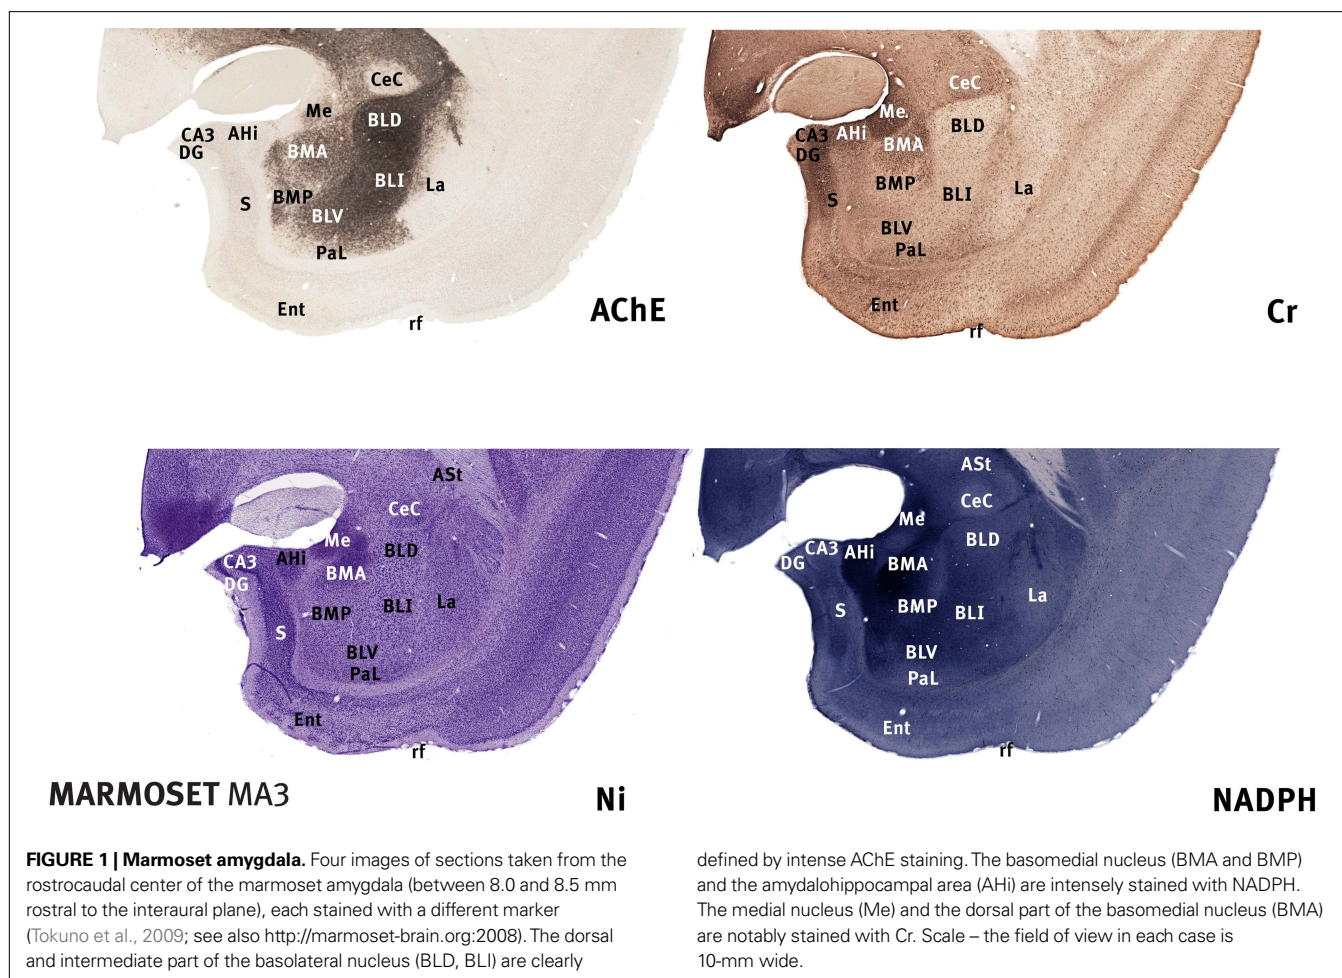 CeC
Me
BLD
CA3
AHi
DG
BMA
BLI
La
BMP
S
BLV
PaL
Ent
rf
AChE
CeC
Me.
BLD
CA3
AHi
DG
BMA
BMP
La
BLI
S
BLV
PaL
Ent
rf
Cr
ASt
CeC
Me
BLD
AHi
CA3
BMA
DG
La
BLI
BMP
S
BLV
PaL
Ent
rf
MARMOSET MA3
Ni
ASt
CeC
Me
BLD
CA3
AHi
DG
BMA
La
BMP
S
BLI
BLV
PaL
Ent
rf
NADPH
FIGURE 1 | Marmoset amygdala. Four images of sections taken from the
rostrocaudal center of the marmoset amygdala (between 8.0 and 8.5 mm
rostral to the interaural plane), each stained with a different marker
(Tokuno et al., 2009; see also http://marmoset-brain.org:2008). The dorsal
and intermediate part of the basolateral nucleus (BLD, BLI) are clearly
defined by intense AChE staining. The basomedial nucleus (BMA and BMP)
and the amydalohippocampal area (AHi) are intensely stained with NADPH.
The medial nucleus (Me) and the dorsal part of the basomedial nucleus (BMA)
are notably stained with Cr. Scale – the field of view in each case is
10-mm wide.